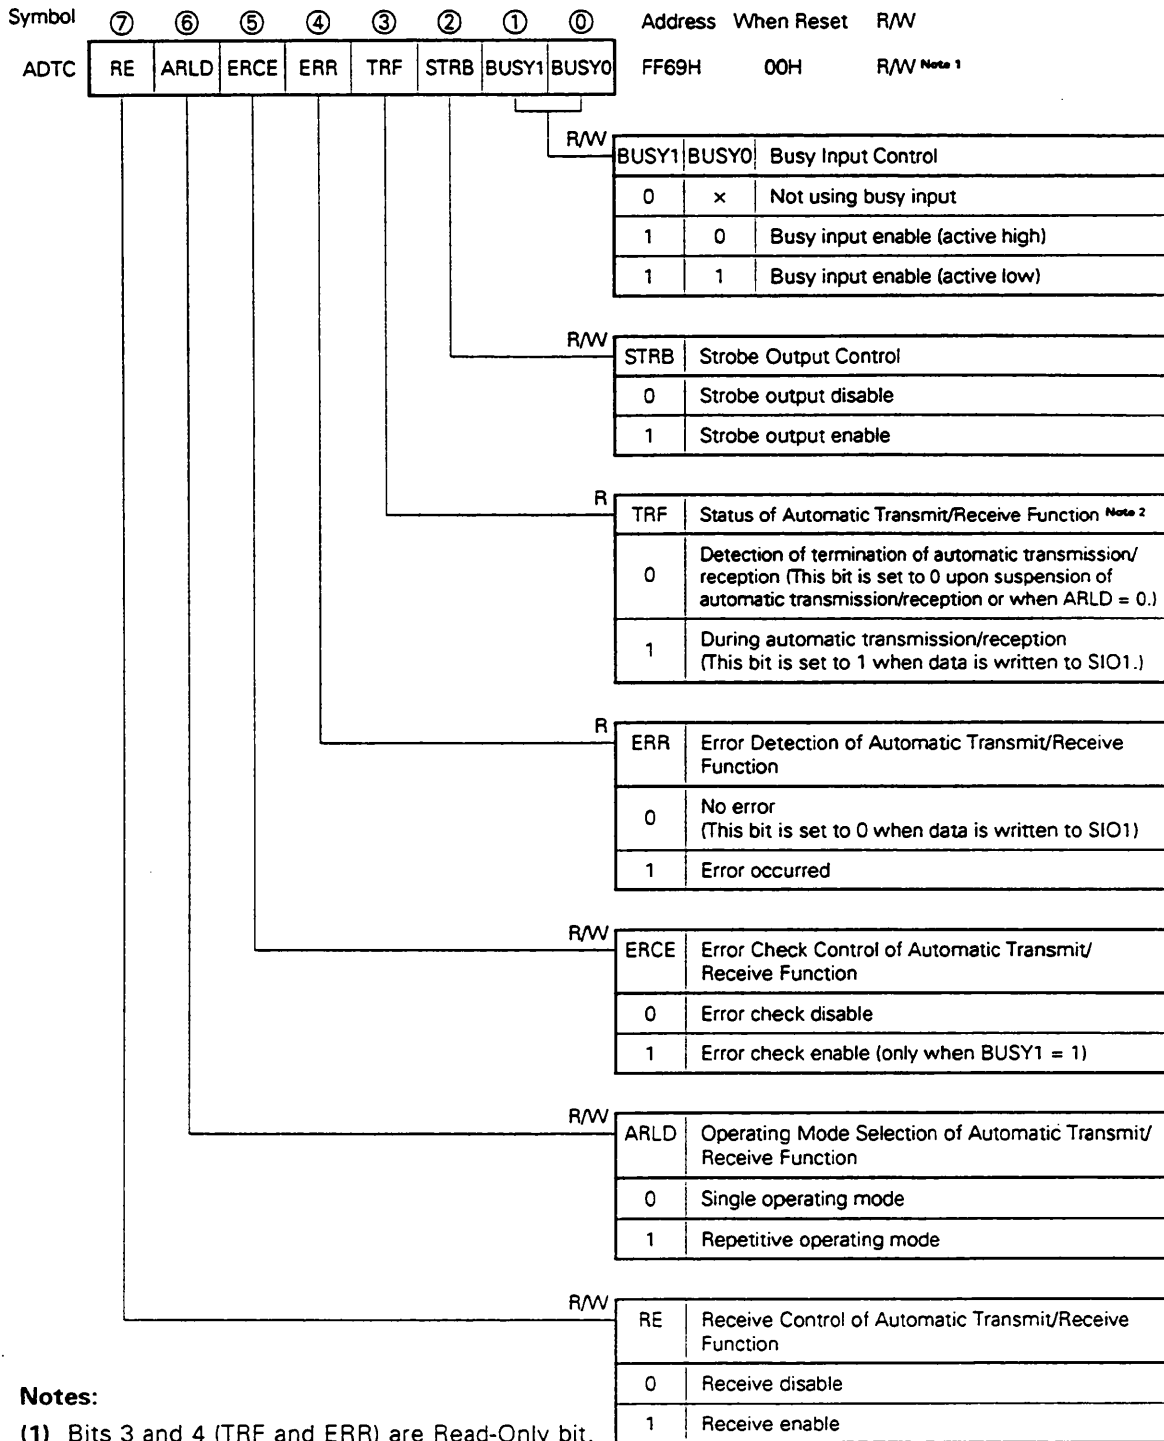 Symbol ⑦ ⑥ ⑤ ④ ③ ② ① ⓪ Address When Reset R/W
ADTC RE ARLD ERCE ERR TRF STRB BUSY1 BUSY0 FF69H 00H R/W Note 1
R/W
BUSY1 BUSY0 Busy Input Control
0 × Not using busy input
1 0 Busy input enable (active high)
1 1 Busy input enable (active low)
R/W
STRB Strobe Output Control
0 Strobe output disable
1 Strobe output enable
R
TRF Status of Automatic Transmit/Receive Function Note 2
0 Detection of termination of automatic transmission/
reception (This bit is set to 0 upon suspension of
automatic transmission/reception or when ARLD = 0.)
1 During automatic transmission/reception
(This bit is set to 1 when data is written to SIO1.)
R
ERR Error Detection of Automatic Transmit/Receive
Function
0 No error
(This bit is set to 0 when data is written to SIO1)
1 Error occurred
R/W
ERCE Error Check Control of Automatic Transmit/
Receive Function
0 Error check disable
1 Error check enable (only when BUSY1 = 1)
R/W
ARLD Operating Mode Selection of Automatic Transmit/
Receive Function
0 Single operating mode
1 Repetitive operating mode
R/W
RE Receive Control of Automatic Transmit/Receive
Function
0 Receive disable
1 Receive enable
Notes:
(1) Bits 3 and 4 (TRF and ERR) are Read-Only bit.